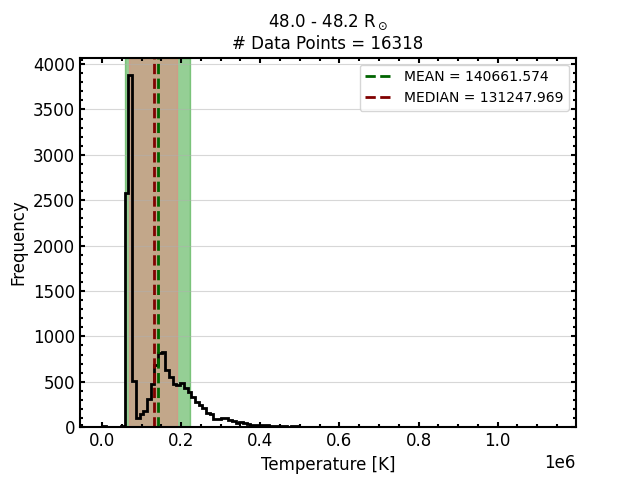 48.0 - 48.2 R☉
# Data Points = 16318
MEAN = 140661.574
MEDIAN = 131247.969
Frequency
4000
3500
3000
2500
2000
1500
1000
500
0
0.0 0.2 0.4 0.6 0.8 1.0
1e6
Temperature [K]